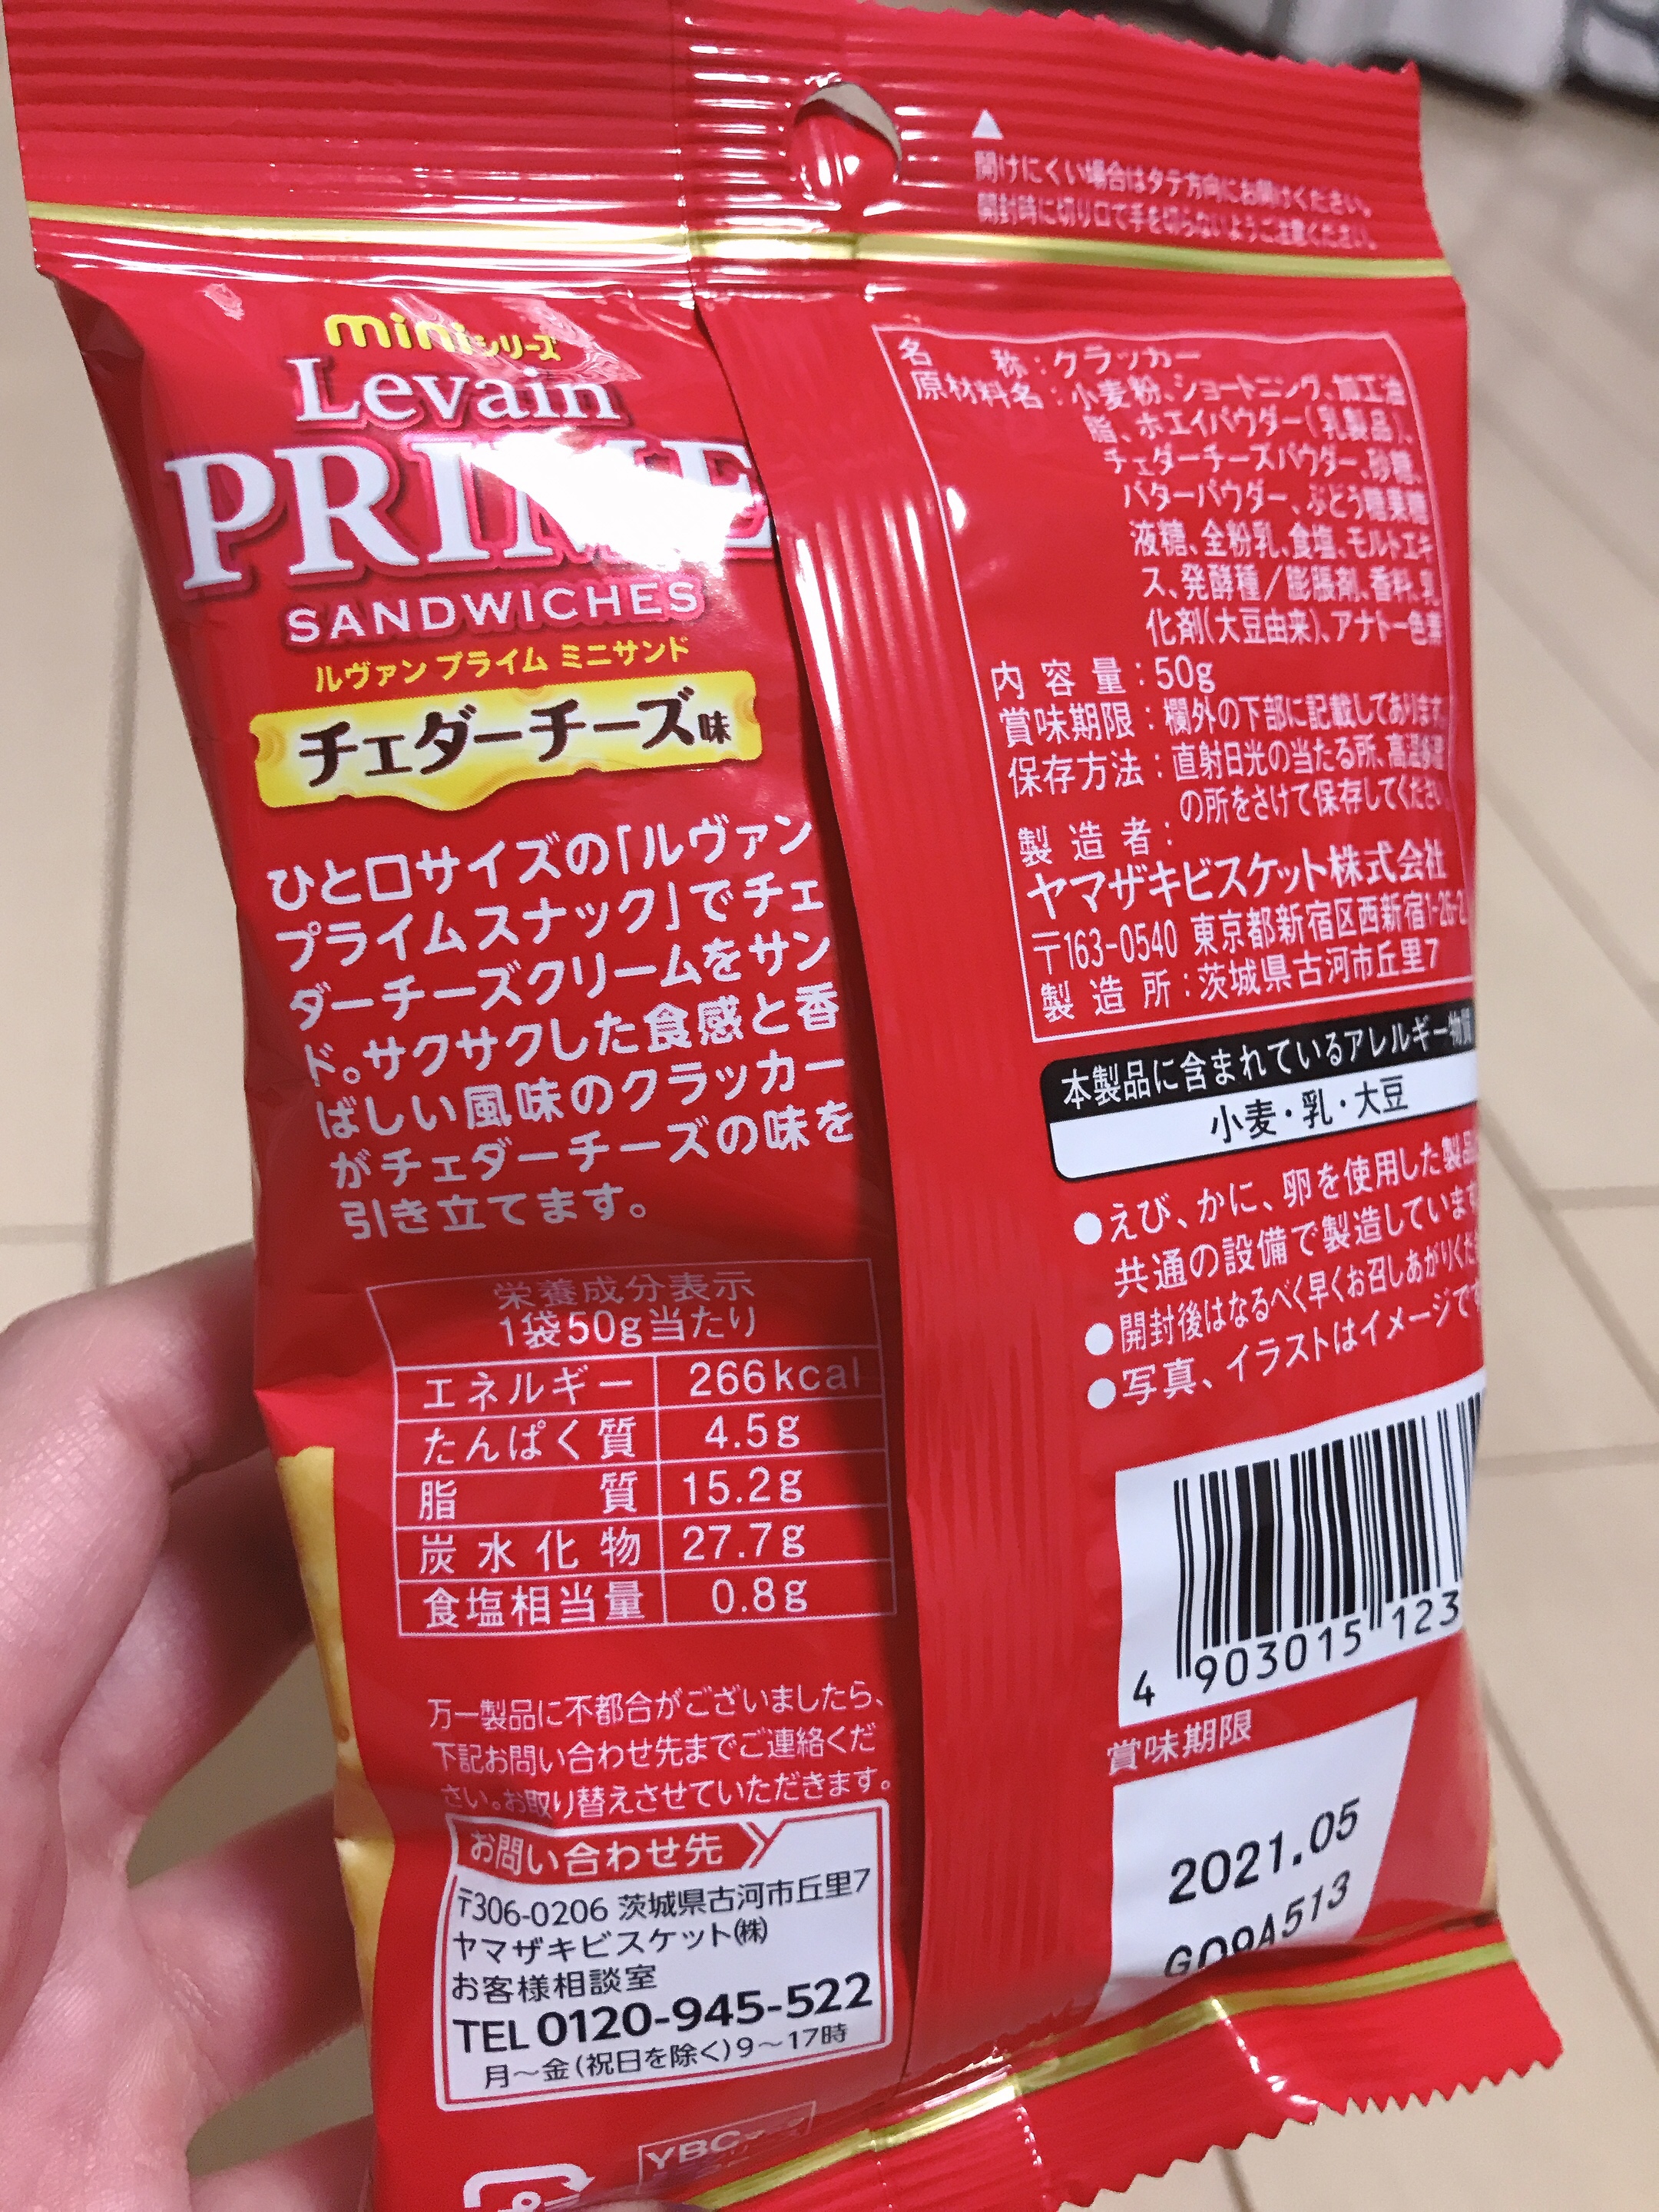 ▲
開けにくい場合はタテ方向にお開けください。
開封時に切り口で手を切らないようご注意ください。
miniシリーズ
Levain
PRIME
SANDWICHES
ルヴァン プライム ミニサンド
チェダーチーズ味
ひと口サイズの「ルヴァン
プライムスナック」でチェ
ダーチーズクリームをサン
ド。サクサクした食感と香
ばしい風味のクラッカー
がチェダーチーズの味を
引き立てます。
栄養成分表示
1袋50g当たり
エネルギー 266kcal
たんぱく質 4.5g
脂質 15.2g
炭水化物 27.7g
食塩相当量 0.8g
万一製品に不都合がございましたら、
下記お問い合わせ先までご連絡くだ
さい。お取り替えさせていただきます。
お問い合わせ先
〒306-0206 茨城県古河市丘里7
ヤマザキビスケット㈱
お客様相談室
TEL 0120-945-522
月〜金(祝日を除く)9〜17時
YBC
名称:クラッカー
原材料名:小麦粉、ショートニング、加工油
脂、ホエイパウダー(乳製品)、
チェダーチーズパウダー、砂糖、
バターパウダー、ぶどう糖果糖
液糖、全粉乳、食塩、モルトエキ
ス、発酵種/膨脹剤、香料、乳
化剤(大豆由来)、アナトー色素
内容量:50g
賞味期限:欄外の下部に記載してあります。
保存方法:直射日光の当たる所、高温多湿
の所をさけて保存してください。
製造者:
ヤマザキビスケット株式会社
〒163-0540 東京都新宿区西新宿1-26-2
製造所:茨城県古河市丘里7
本製品に含まれているアレルギー物質
小麦・乳・大豆
●えび、かに、卵を使用した製品
共通の設備で製造しています
●開封後はなるべく早くお召しあがりくだ
●写真、イラストはイメージです
4 903015 123
賞味期限
2021.05
G09A513